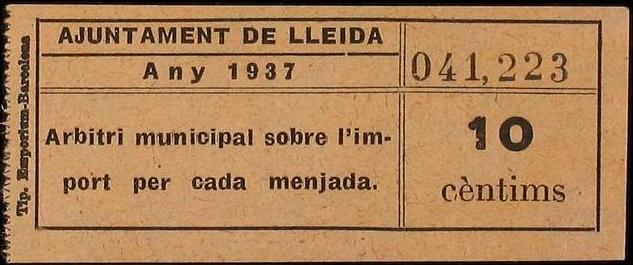 AJUNTAMENT DE LLEIDA
Any 1937
041,223
Arbitri municipal sobre l'im-
port per cada menjada.
10
cèntims
Tip. Emporium-Barcelona